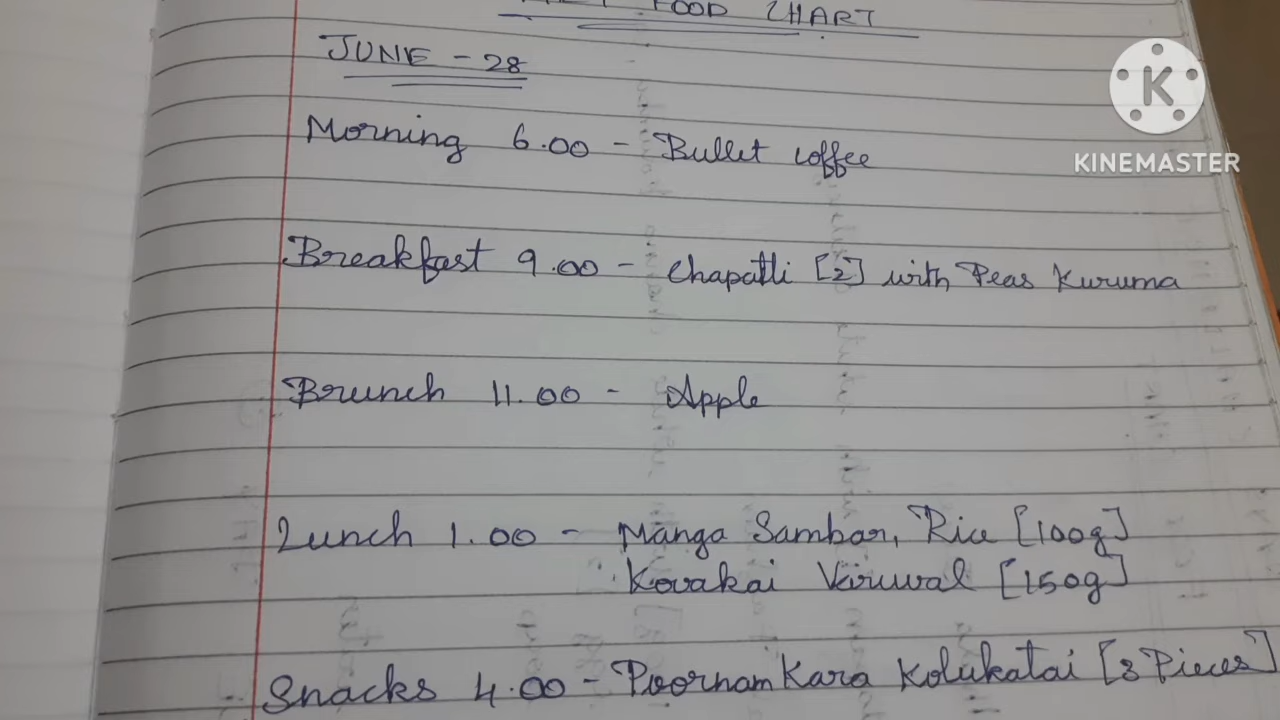 FOOD CHART
JUNE - 28
Morning 6.00 - Bullet coffee
Breakfast 9.00 - Chapatti [2] with Peas Kuruma
Brunch 11.00 - Apple
Lunch 1.00 - Manga Sambar, Rice [100g]
Kovakai Varuval [150g]
Snacks 4.00 - Poornam Kara Kolukatai [3 Pieces]
K
KINEMASTER